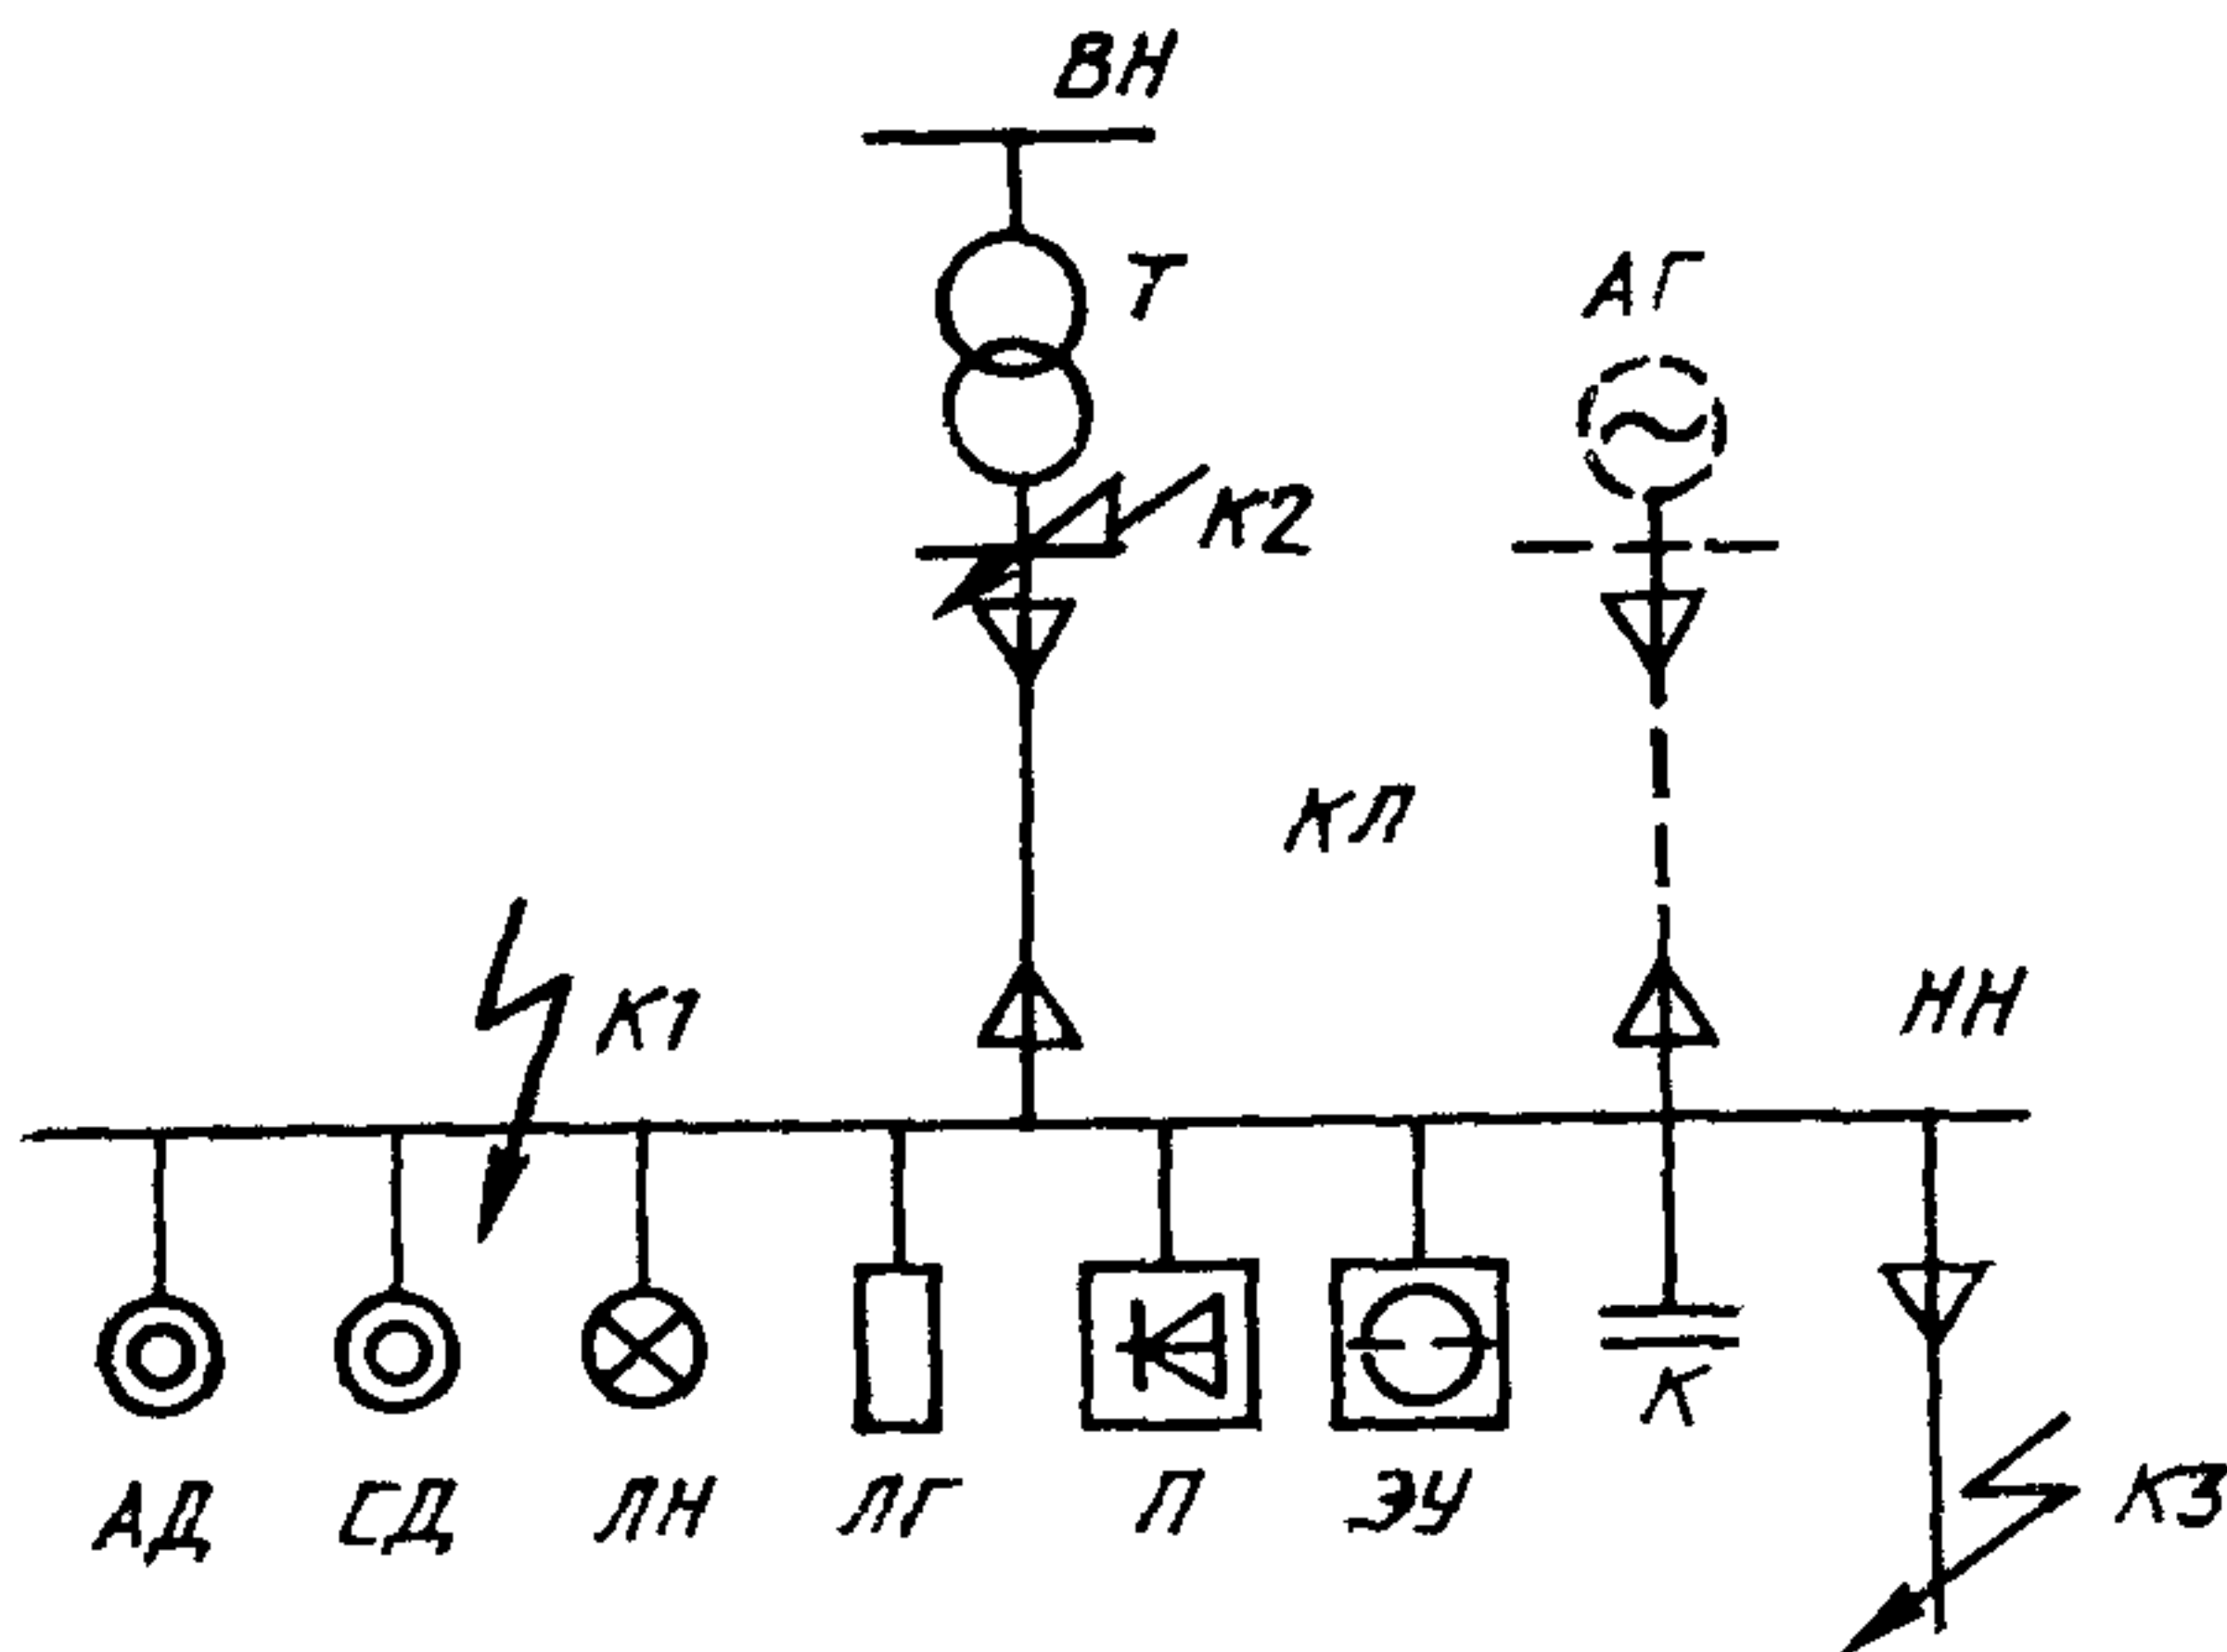 ВН
Т
АГ
К2
КЛ
К1
НН
К
АД
СД
ЛН
ЛГ
П
ЭУ
К3